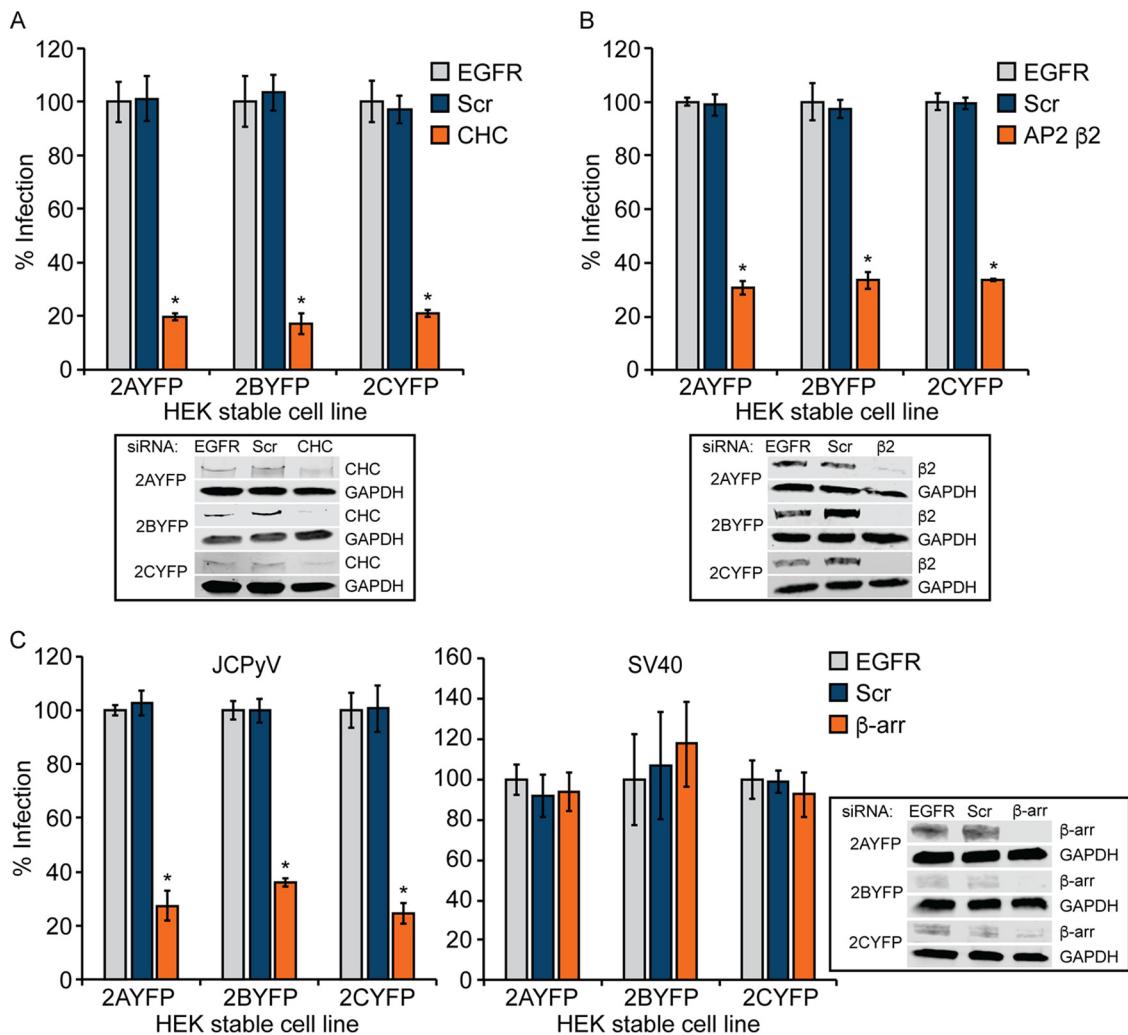 A
120
100
80
60
40
20
0
% Infection
EGFR
Scr
CHC
*
*
*
2AYFP
2BYFP
2CYFP
HEK stable cell line
siRNA: EGFR Scr CHC
2AYFP
CHC
GAPDH
2BYFP
CHC
GAPDH
2CYFP
CHC
GAPDH
B
120
100
80
60
40
20
0
% Infection
EGFR
Scr
AP2 β2
*
*
*
2AYFP
2BYFP
2CYFP
HEK stable cell line
siRNA: EGFR Scr β2
2AYFP
β2
GAPDH
2BYFP
β2
GAPDH
2CYFP
β2
GAPDH
C
JCPyV
120
100
80
60
40
20
0
% Infection
*
*
*
2AYFP
2BYFP
2CYFP
HEK stable cell line
SV40
160
140
120
100
80
60
40
20
0
2AYFP
2BYFP
2CYFP
HEK stable cell line
EGFR
Scr
β-arr
siRNA: EGFR Scr β-arr
2AYFP
β-arr
GAPDH
2BYFP
β-arr
GAPDH
2CYFP
β-arr
GAPDH